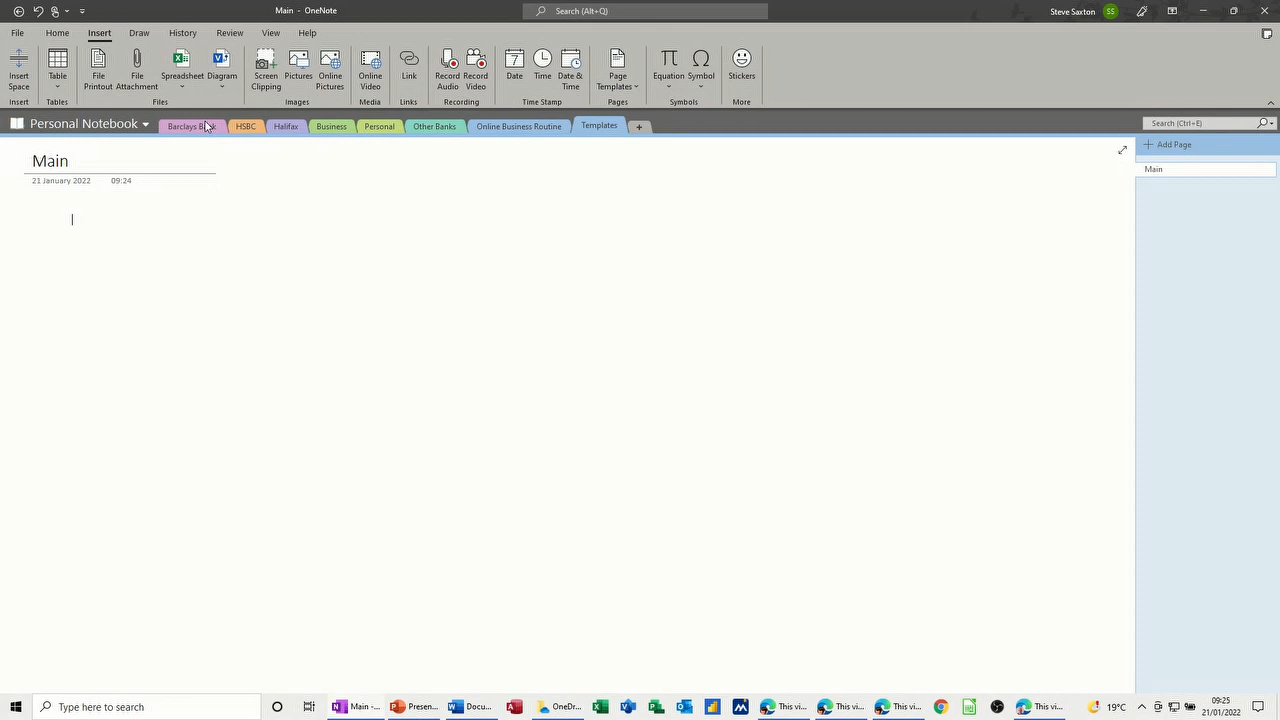 Main - OneNote
Search (Alt+Q)
Steve Saxton SS
File Home Insert Draw History Review View Help
Insert Space
Table
File Printout
File Attachment
Spreadsheet
Diagram
Screen Clipping
Pictures
Online Pictures
Online Video
Link
Record Audio
Record Video
Date
Time
Date & Time
Page Templates
Equation
Symbol
Stickers
Insert Tables Files Images Media Links Recording Time Stamp Pages Symbols More
Personal Notebook
Barclays Bank HSBC Halifax Business Personal Other Banks Online Business Routine Templates +
Search (Ctrl+E)
Main
21 January 2022 09:24
Add Page
Main
Type here to search
Main -...
Presen...
Docu...
OneDr...
This vi...
This vi...
This vi...
This vi...
19°C
09:25
21/01/2022